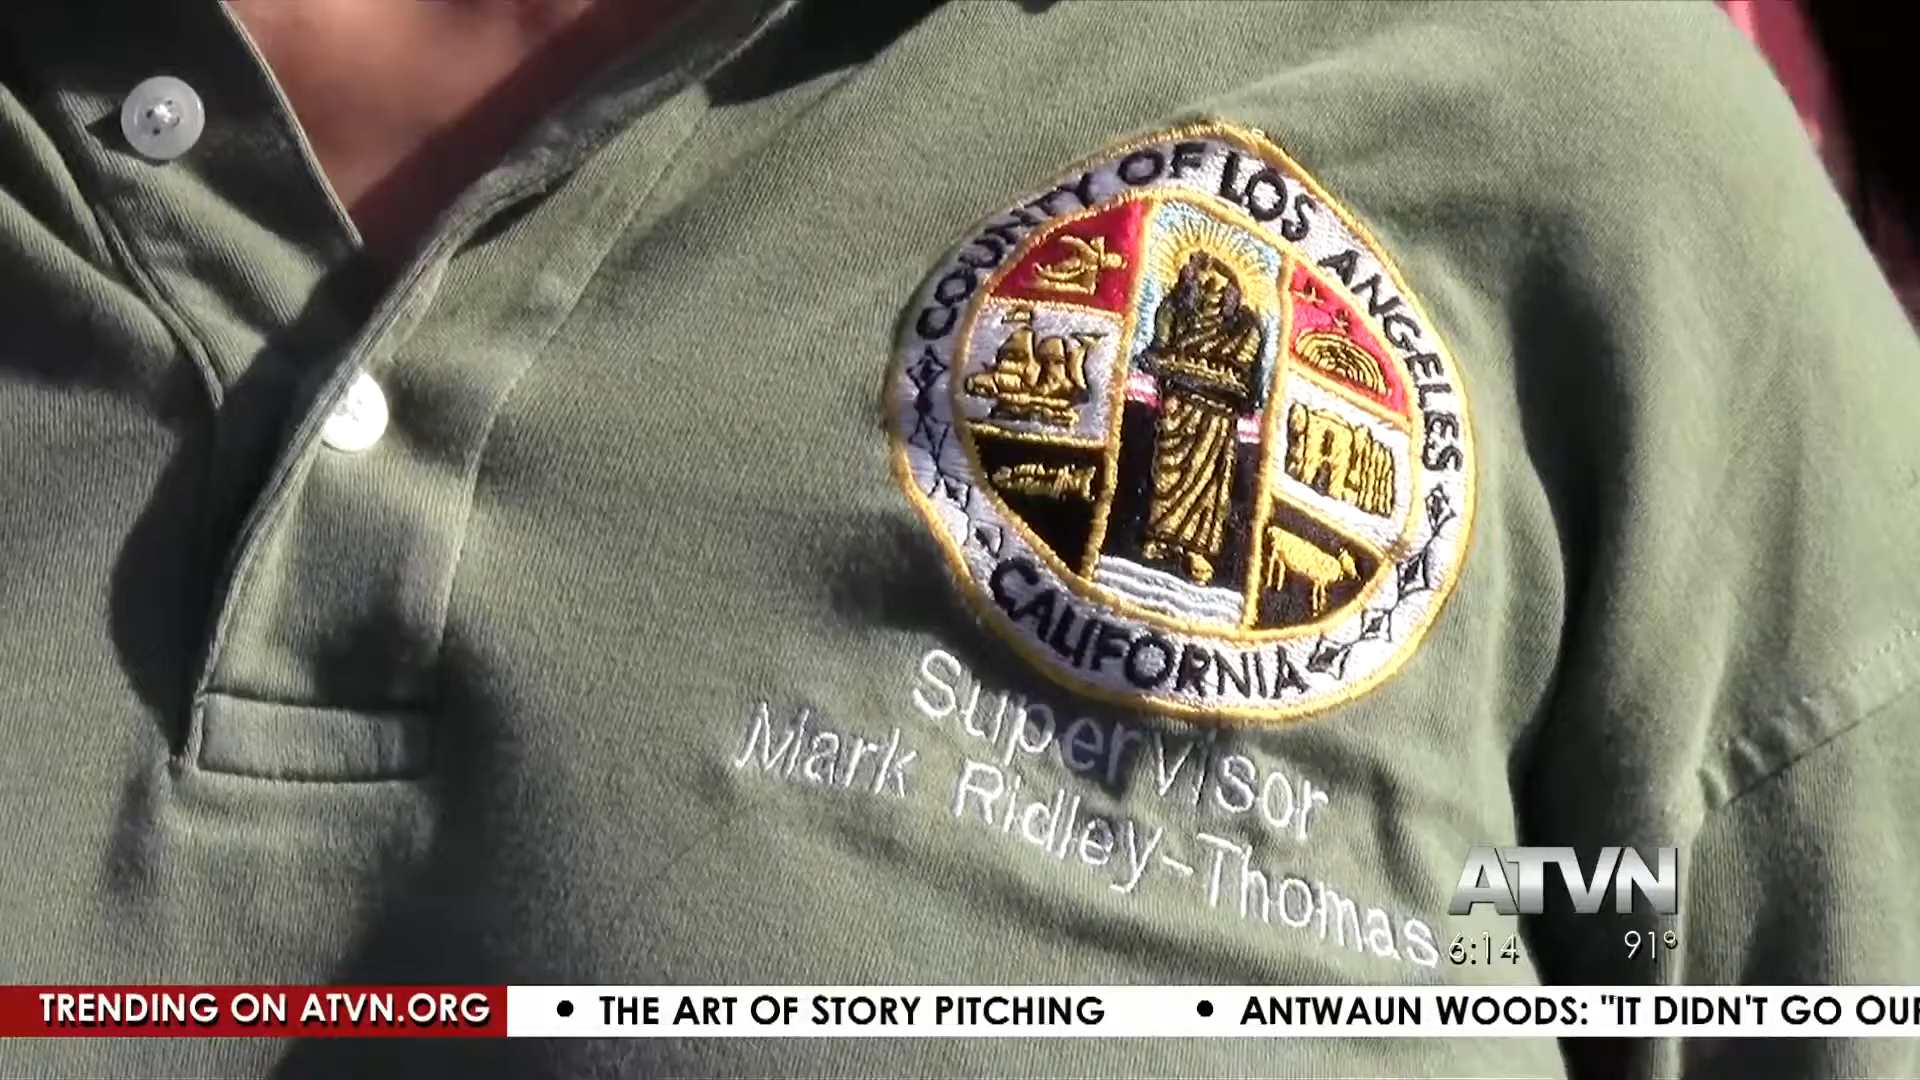 COUNTY OF LOS ANGELES
CALIFORNIA
Supervisor
Mark Ridley-Thomas
ATVN
6:14 91°
TRENDING ON ATVN.ORG • THE ART OF STORY PITCHING • ANTWAUN WOODS: "IT DIDN'T GO OUR